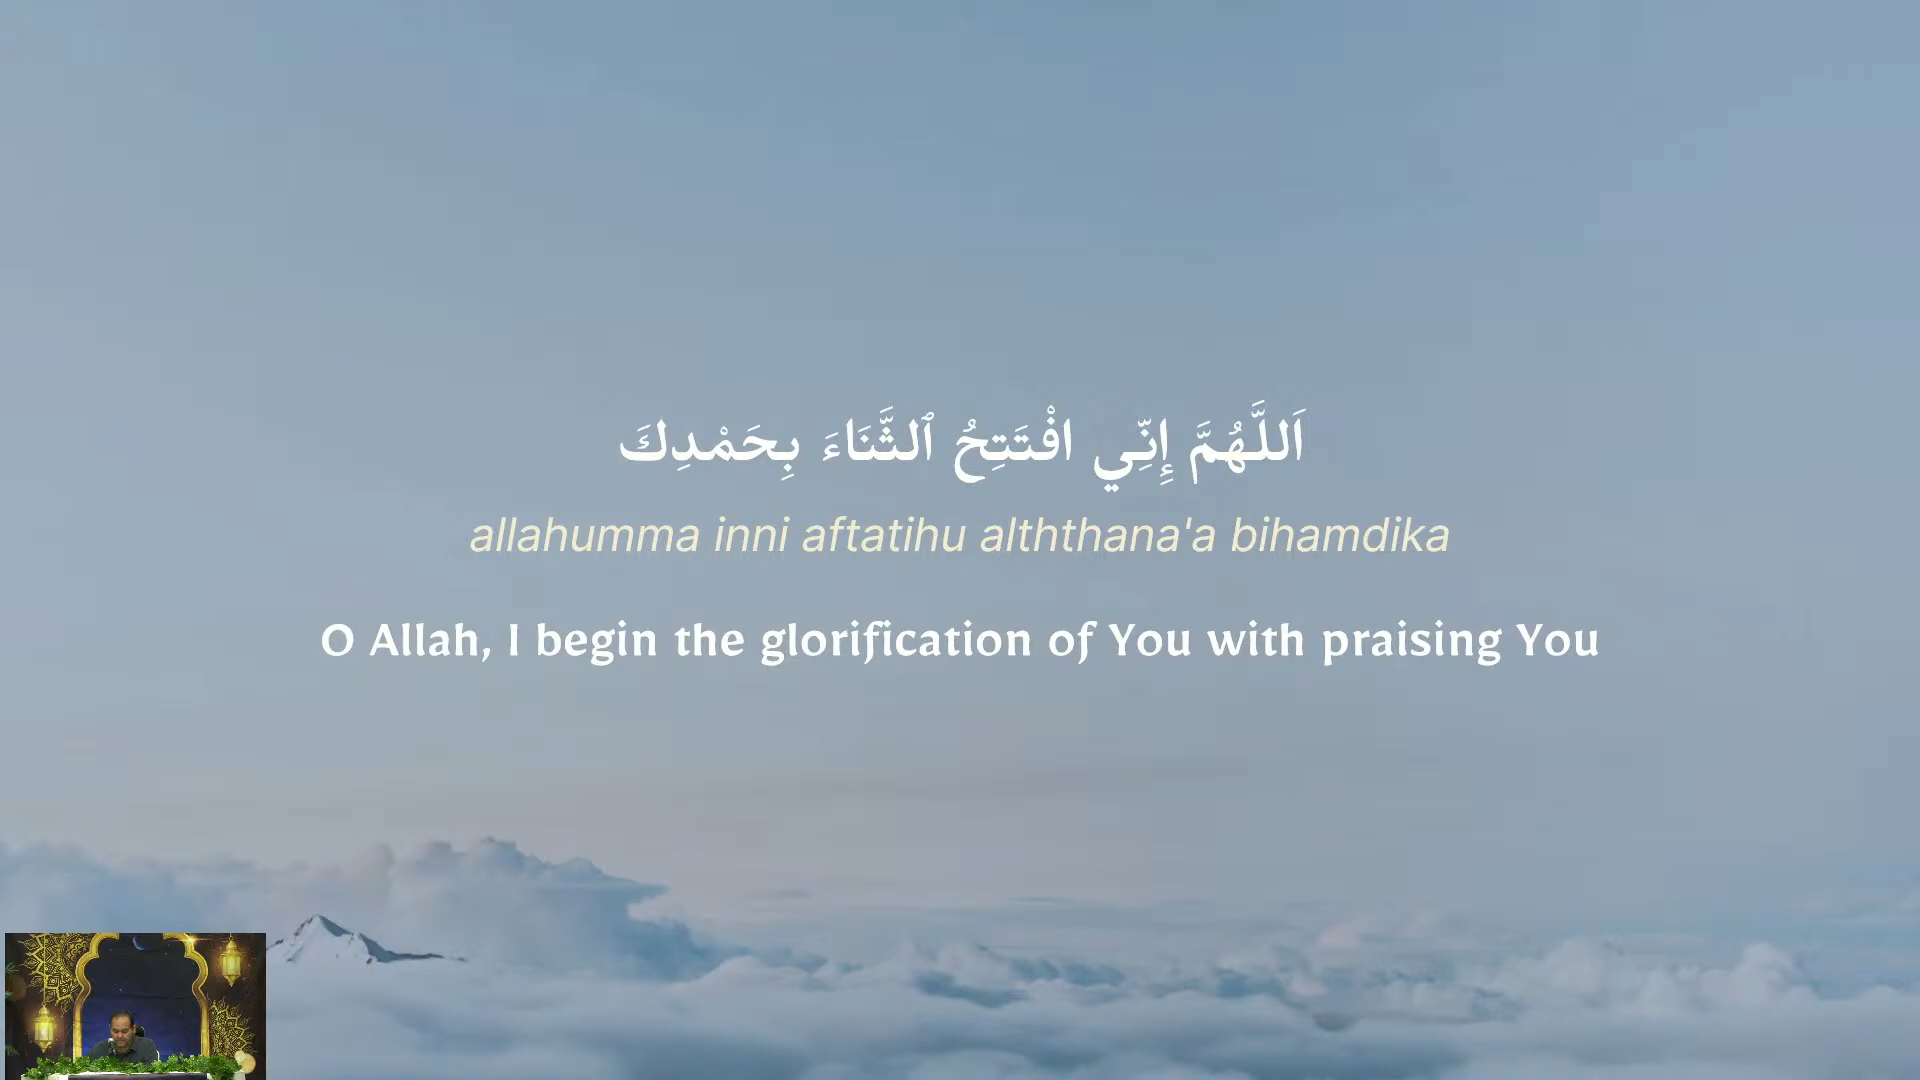 اَللَّهُمَّ إِنِّي افْتَتِحُ ٱلثَّنَاءَ بِحَمْدِكَ
allahumma inni aftatihu alththana'a bihamdika
O Allah, I begin the glorification of You with praising You